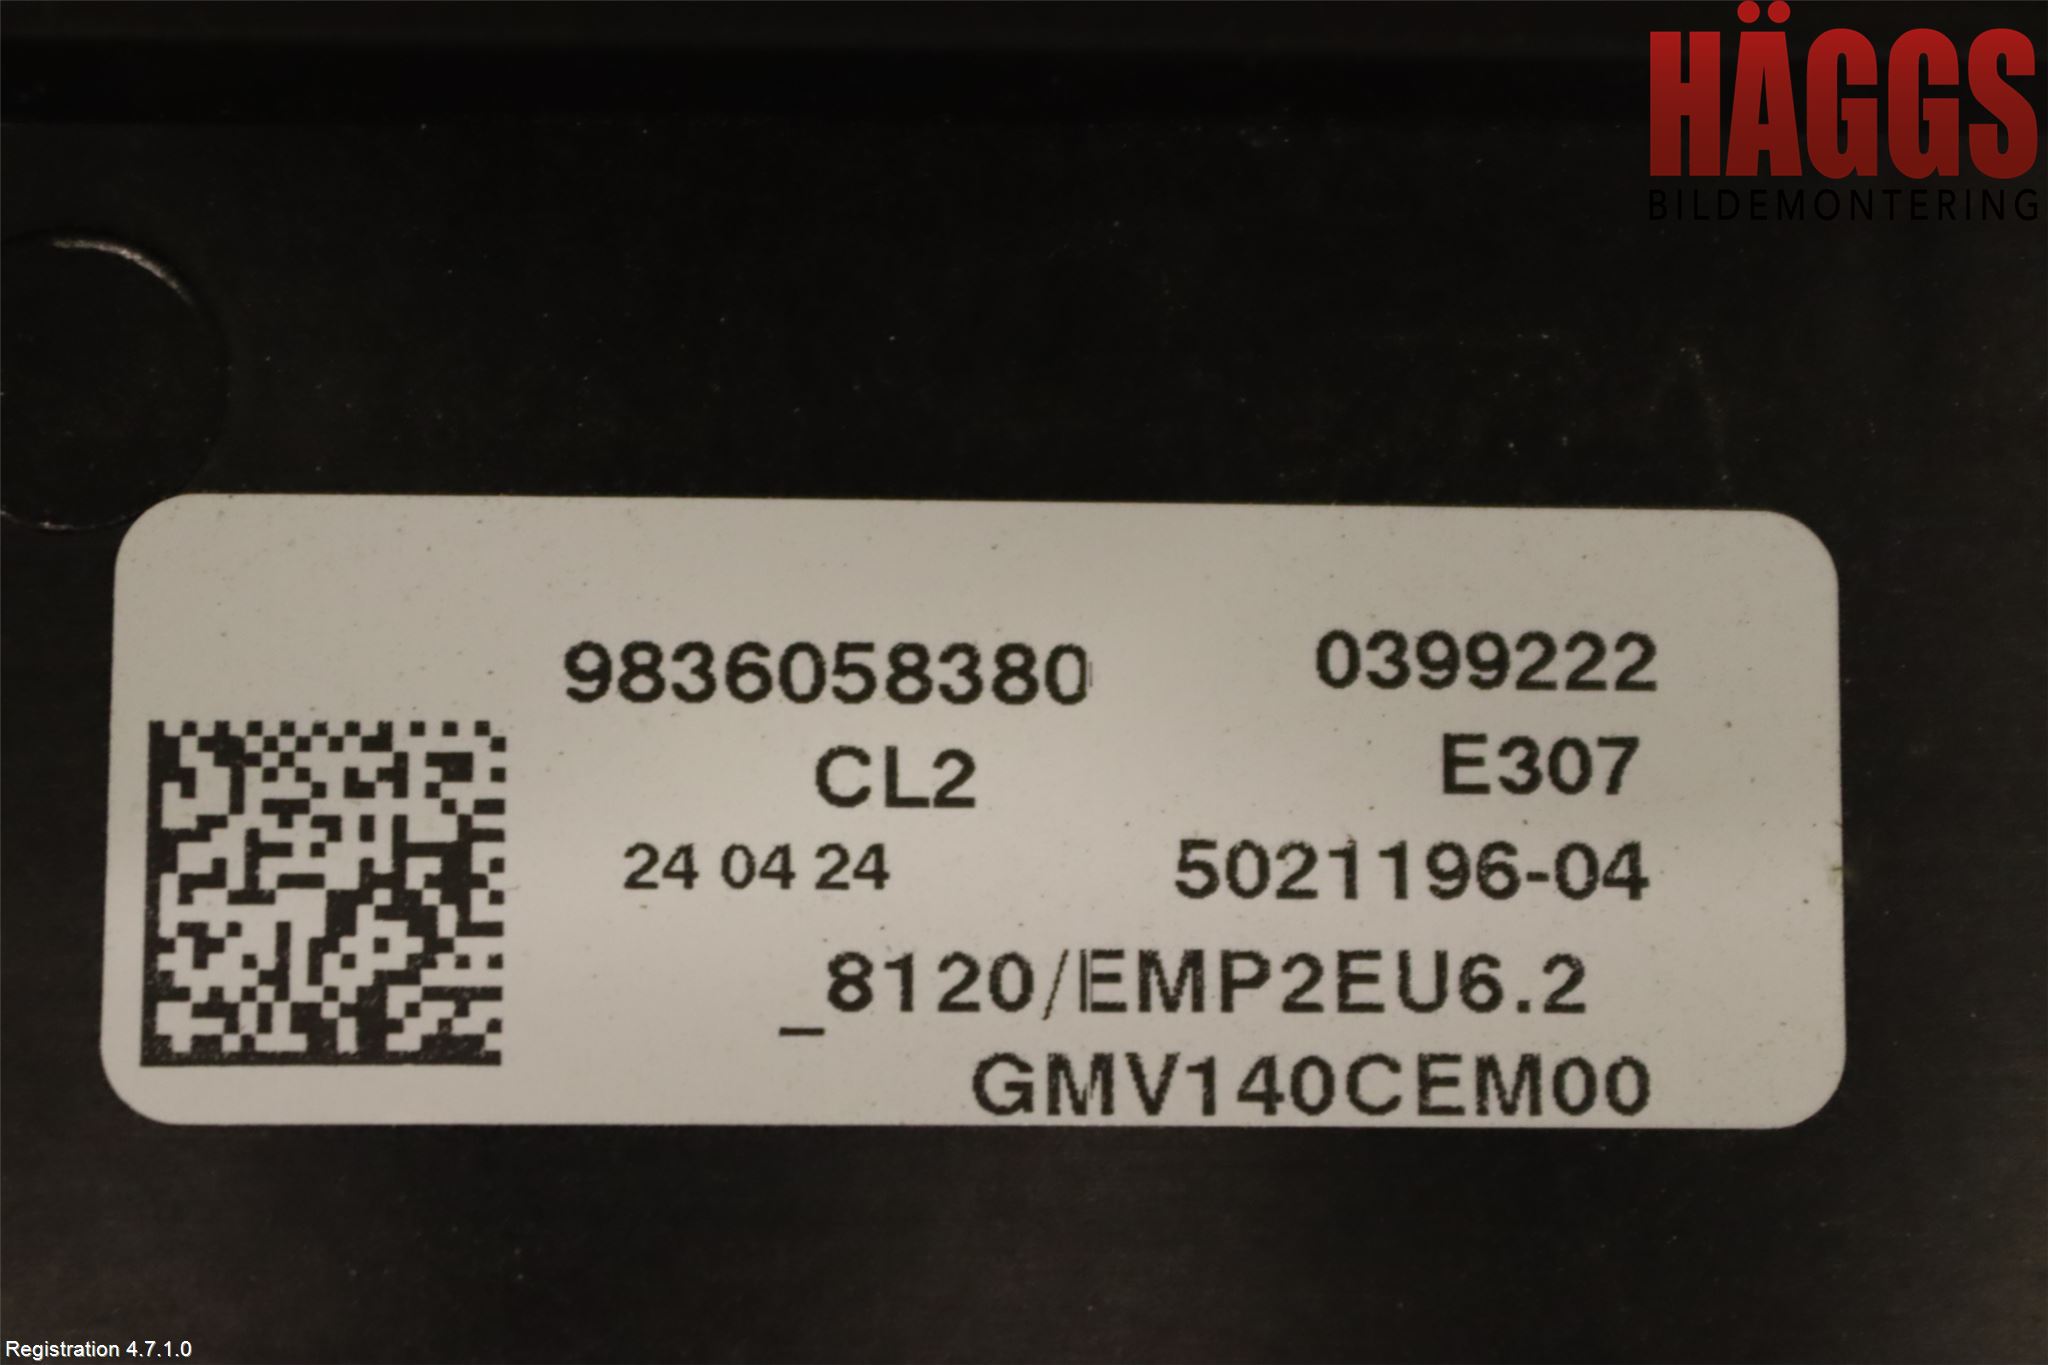 HÄGGS
BILDEMONTERING
9836058380 0399222
CL2 E307
24 04 24 5021196-04
_8120/EMP2EU6.2
GMV140CEM00
Registration 4.7.1.0